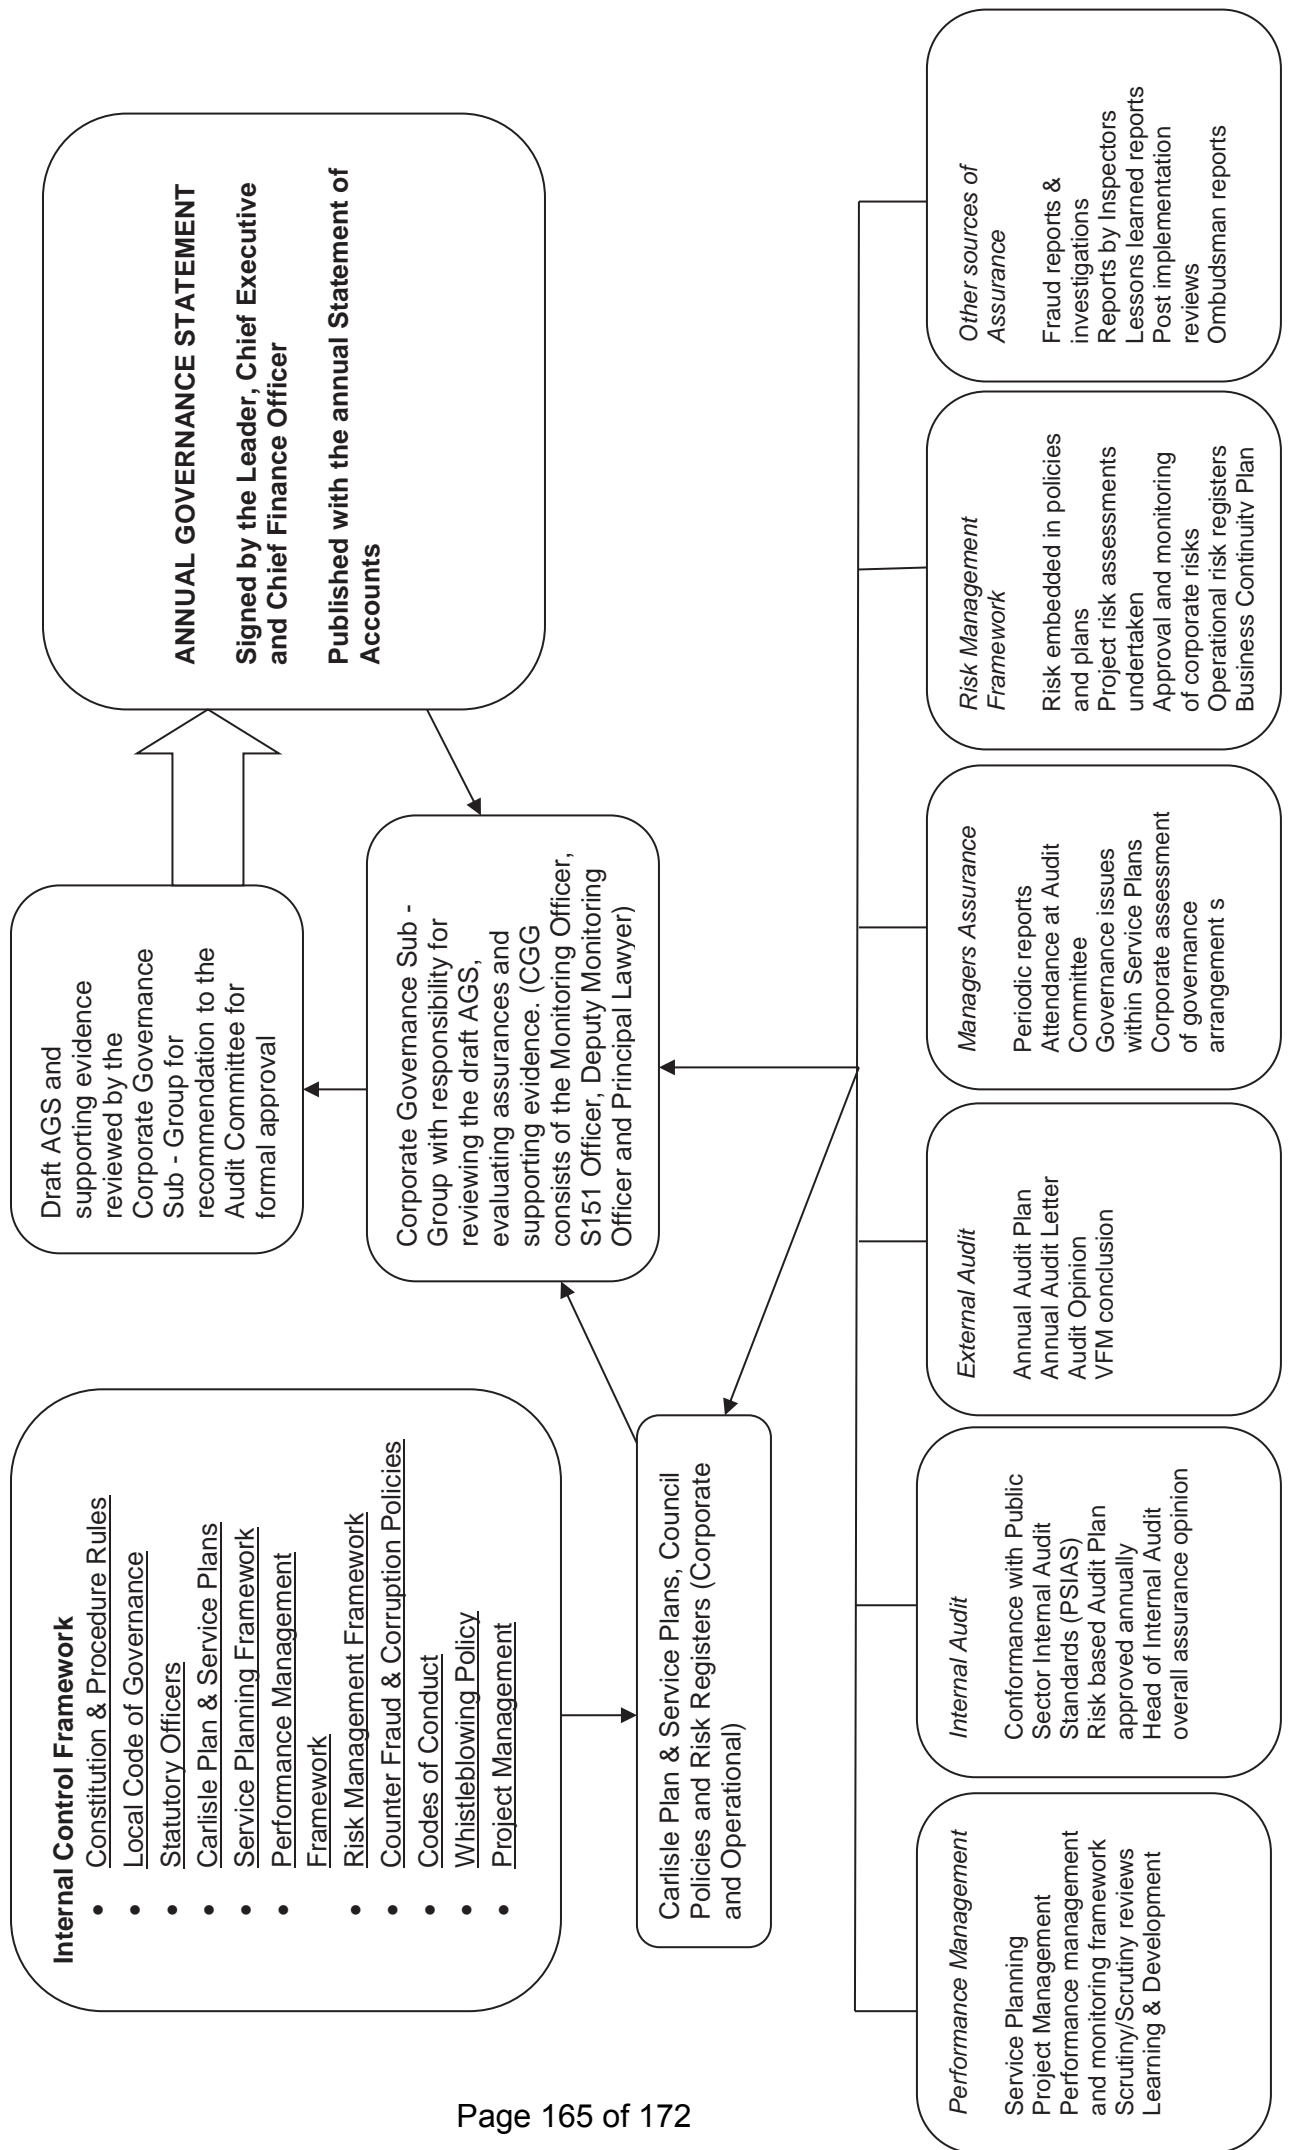 Internal Control Framework
• Constitution & Procedure Rules
• Local Code of Governance
• Statutory Officers
• Carlisle Plan & Service Plans
• Service Planning Framework
• Performance Management
Framework
• Risk Management Framework
• Counter Fraud & Corruption Policies
• Codes of Conduct
• Whistleblowing Policy
• Project Management
Draft AGS and
supporting evidence
reviewed by the
Corporate Governance
Sub - Group for
recommendation to the
Audit Committee for
formal approval
ANNUAL GOVERNANCE STATEMENT
Signed by the Leader, Chief Executive
and Chief Finance Officer
Published with the annual Statement of
Accounts
Corporate Governance Sub -
Group with responsibility for
reviewing the draft AGS,
evaluating assurances and
supporting evidence. (CGG
consists of the Monitoring Officer,
S151 Officer, Deputy Monitoring
Officer and Principal Lawyer)
Carlisle Plan & Service Plans, Council
Policies and Risk Registers (Corporate
and Operational)
Performance Management
Service Planning
Project Management
Performance management
and monitoring framework
Scrutiny/Scrutiny reviews
Learning & Development
Internal Audit
Conformance with Public
Sector Internal Audit
Standards (PSIAS)
Risk based Audit Plan
approved annually
Head of Internal Audit
overall assurance opinion
External Audit
Annual Audit Plan
Annual Audit Letter
Audit Opinion
VFM conclusion
Managers Assurance
Periodic reports
Attendance at Audit
Committee
Governance issues
within Service Plans
Corporate assessment
of governance
arrangement s
Risk Management
Framework
Risk embedded in policies
and plans
Project risk assessments
undertaken
Approval and monitoring
of corporate risks
Operational risk registers
Business Continuity Plan
Other sources of
Assurance
Fraud reports &
investigations
Reports by Inspectors
Lessons learned reports
Post implementation
reviews
Ombudsman reports
Page 165 of 172